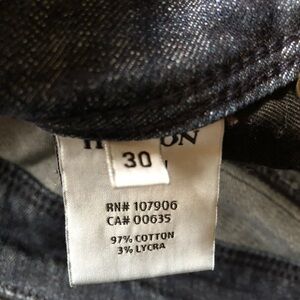 30
RN# 107906
CA# 00635
97% COTTON
3% LYCRA